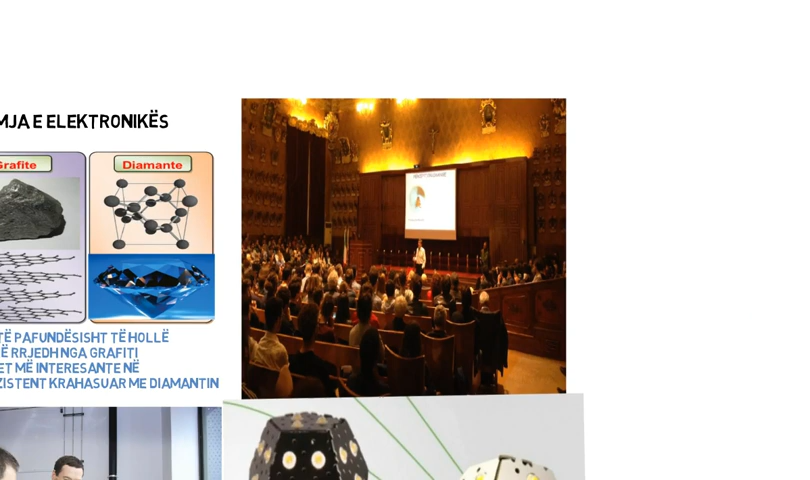 MJA E ELEKTRONIKËS
Grafite
Diamante
TË PAFUNDËSISHT TË HOLLË
Ë RRJEDH NGA GRAFITI
ET MË INTERESANTE NË
ZISTENT KRAHASUAR ME DIAMANTIN